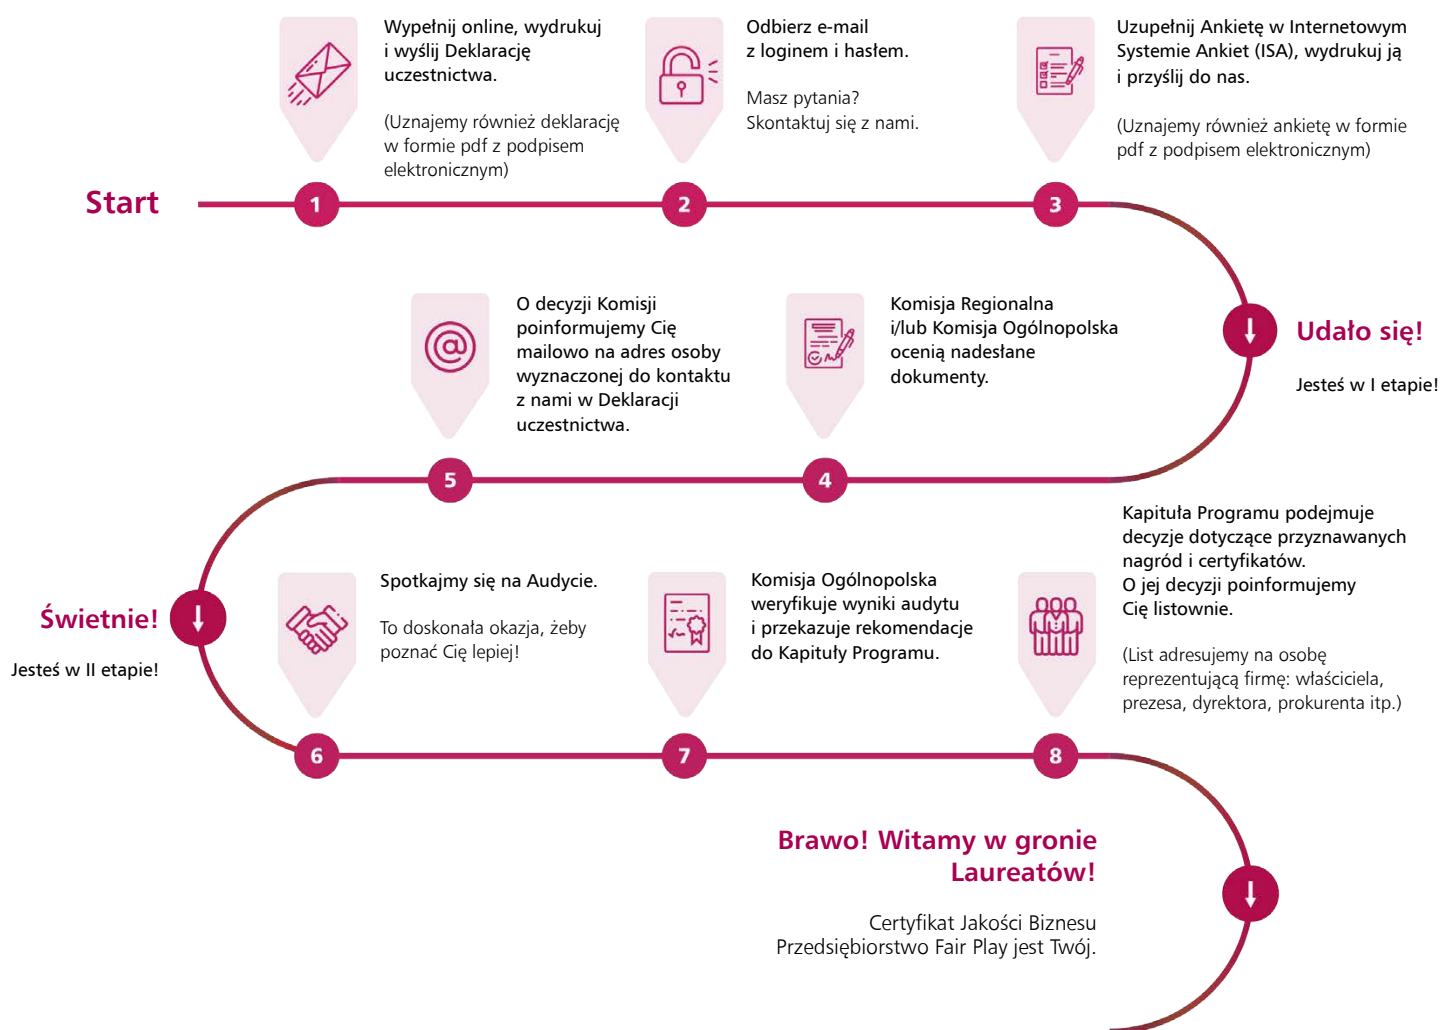 Wypełnij online, wydrukuj
i wyślij Deklarację
uczestnictwa.
(Uznajemy również deklarację
w formie pdf z podpisem
elektronicznym)
Odbierz e-mail
z loginem i hasłem.
Masz pytania?
Skontaktuj się z nami.
Uzupełnij Ankietę w Internetowym
Systemie Ankiet (ISA), wydrukuj ją
i przyślij do nas.
(Uznajemy również ankietę w formie
pdf z podpisem elektronicznym)
Start
1
2
3
Udało się!
Jesteś w I etapie!
Komisja Regionalna
i/lub Komisja Ogólnopolska
ocenią nadesłane
dokumenty.
4
O decyzji Komisji
poinformujemy Cię
mailowo na adres osoby
wyznaczonej do kontaktu
z nami w Deklaracji
uczestnictwa.
5
Świetnie!
Jesteś w II etapie!
Spotkajmy się na Audycie.
To doskonała okazja, żeby
poznać Cię lepiej!
6
Komisja Ogólnopolska
weryfikuje wyniki audytu
i przekazuje rekomendacje
do Kapituły Programu.
7
Kapituła Programu podejmuje
decyzje dotyczące przyznawanych
nagród i certyfikatów.
O jej decyzji poinformujemy
Cię listownie.
(List adresujemy na osobę
reprezentującą firmę: właściciela,
prezesa, dyrektora, prokurenta itp.)
8
Brawo! Witamy w gronie
Laureatów!
Certyfikat Jakości Biznesu
Przedsiębiorstwo Fair Play jest Twój.